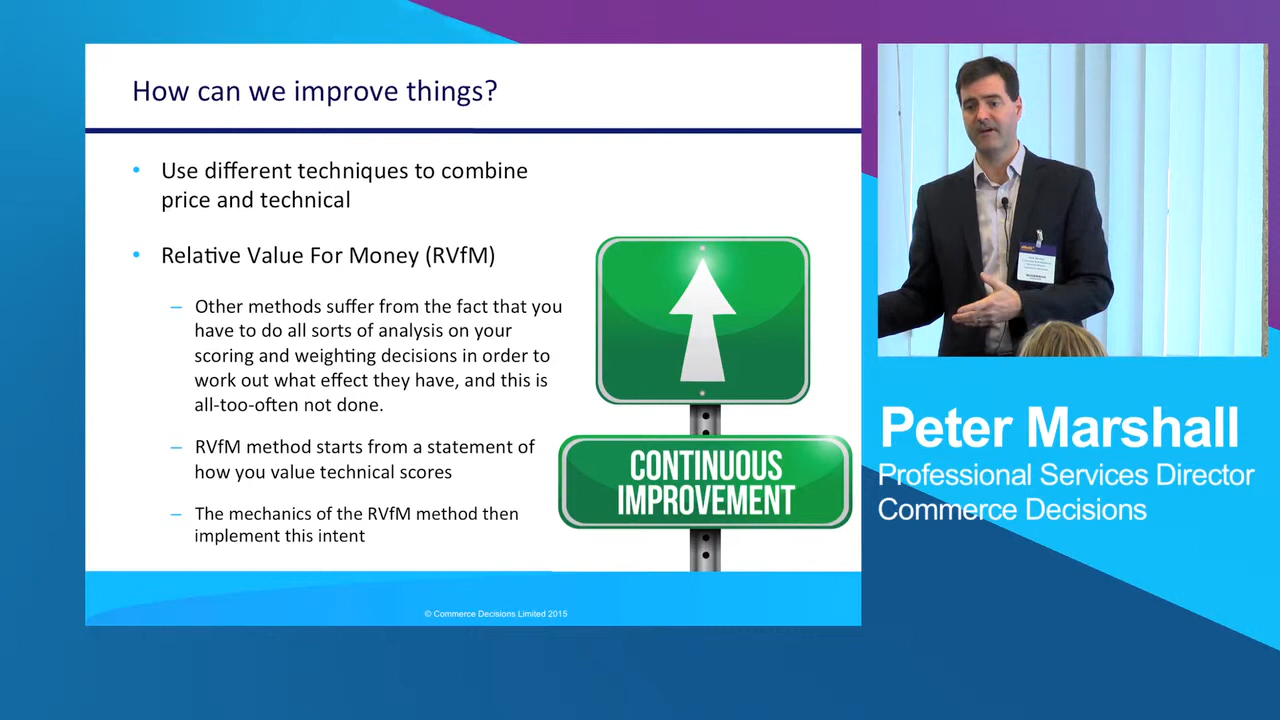 How can we improve things?
• Use different techniques to combine
price and technical
• Relative Value For Money (RVfM)
– Other methods suffer from the fact that you
have to do all sorts of analysis on your
scoring and weighting decisions in order to
work out what effect they have, and this is
all-too-often not done.
– RVfM method starts from a statement of
how you value technical scores
– The mechanics of the RVfM method then
implement this intent
CONTINUOUS
IMPROVEMENT
© Commerce Decisions Limited 2015
Peter Marshall
Professional Services Director
Commerce Decisions